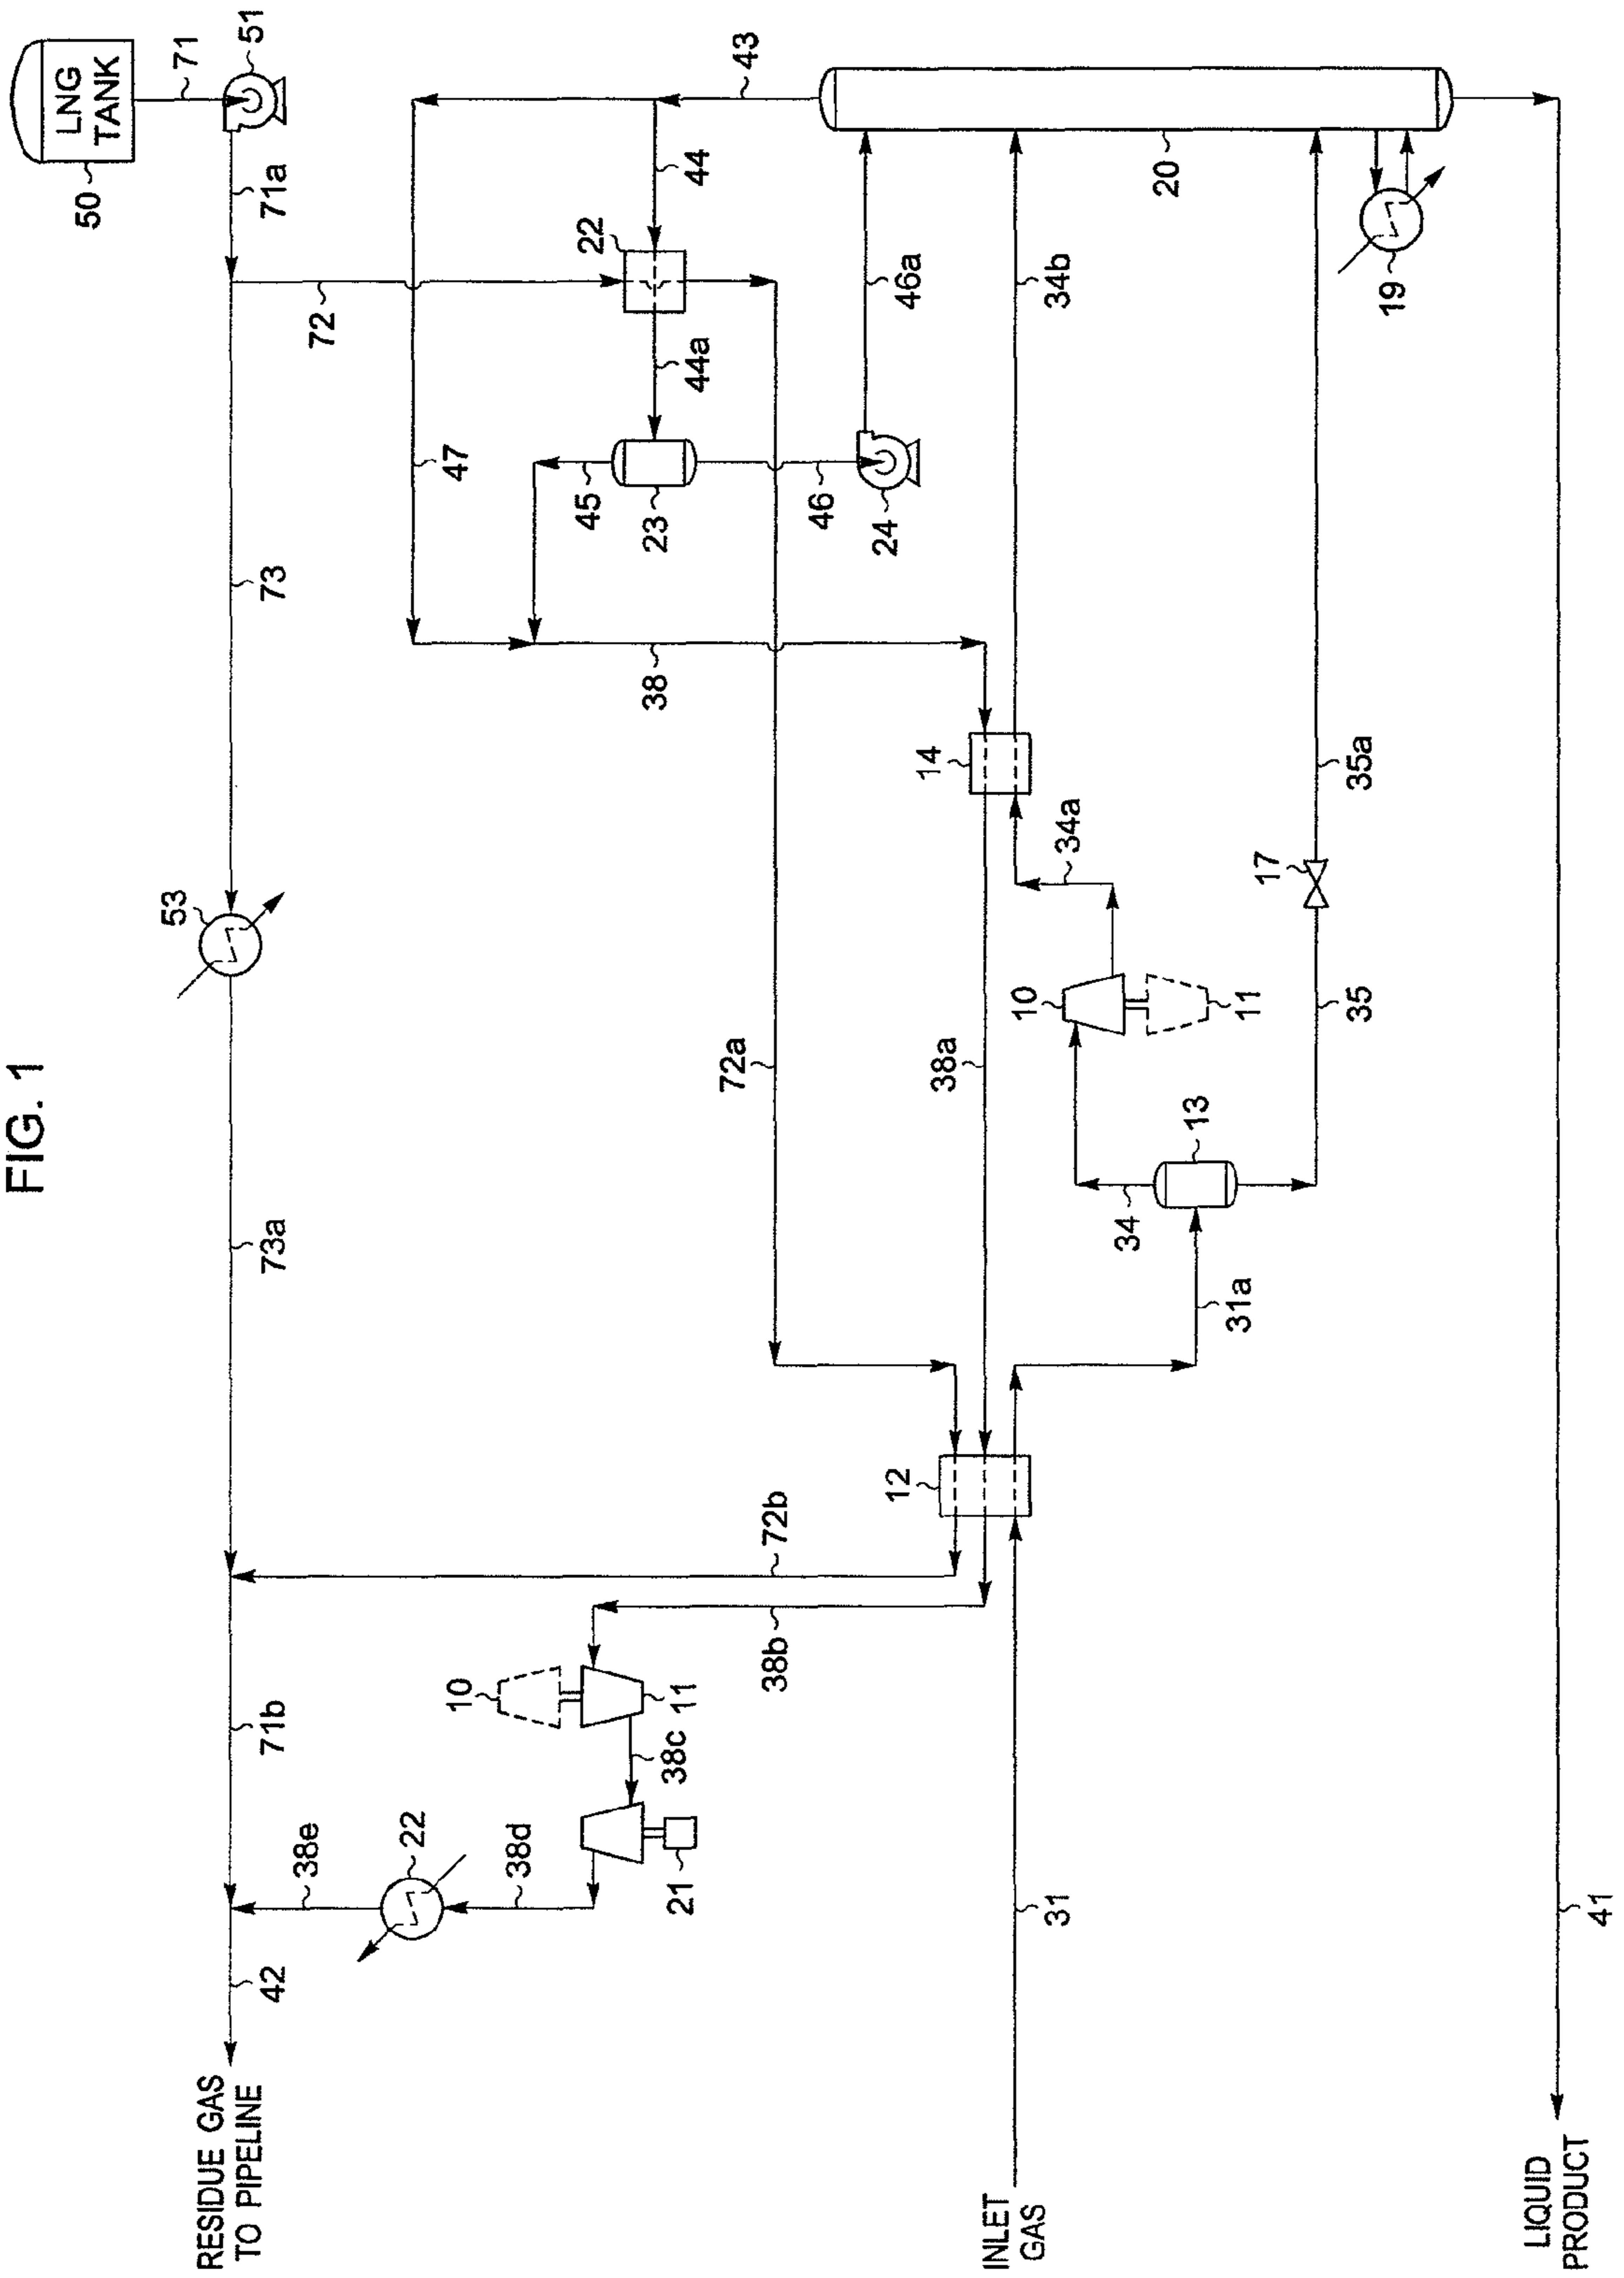 FIG. 1
LNG
TANK
50
71
51
71a
72
73
53
73a
71b
72b
38e
22
38d
42
RESIDUE GAS
TO PIPELINE
47
43
44
22
44a
45
23
46
24
46a
38
72a
14
34a
34b
20
19
35a
17
35
10
11
38a
13
34
31a
12
38b
10
11
38c
21
31
INLET
GAS
41
LIQUID
PRODUCT